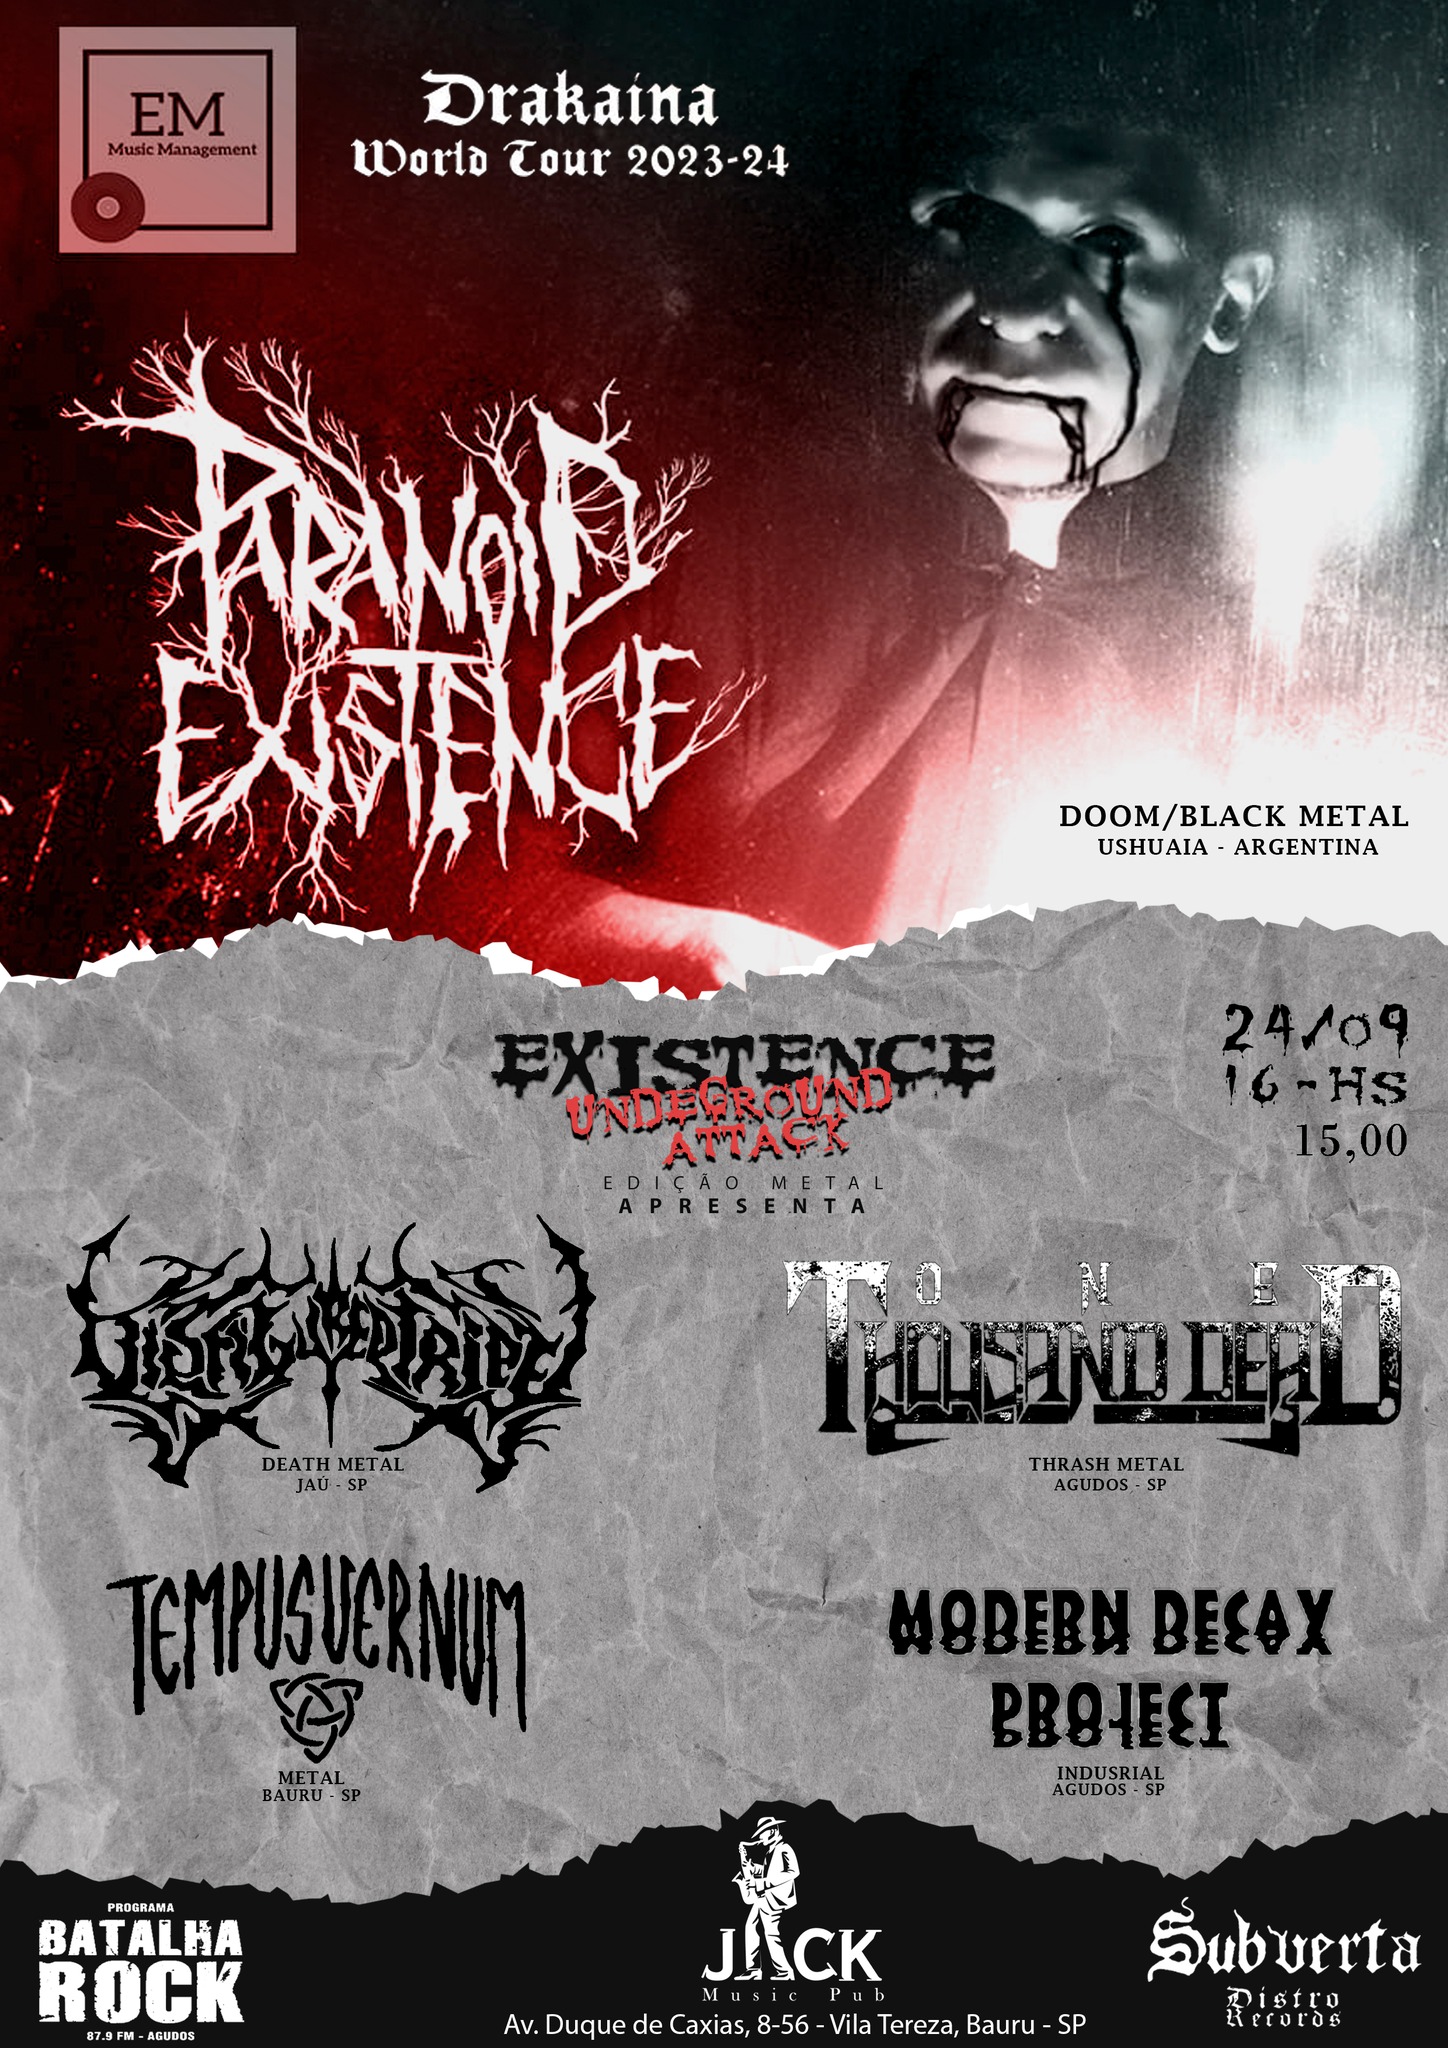 EM
Music Management
Drakaina
World Tour 2023-24
PARANOID
EXISTENCE
DOOM/BLACK METAL
USHUAIA - ARGENTINA
EXISTENCE
UNDEGROUND
ATTACK
EDIÇÃO METAL
APRESENTA
24/09
16-HS
15,00
DISFIGURED TRIPE
DEATH METAL
JAÚ - SP
ONE
THOUSAND DEAD
THRASH METAL
AGUDOS - SP
TEMPUS VERNUM
METAL
BAURU - SP
MODERN DECAY
PROJECT
INDUSRIAL
AGUDOS - SP
PROGRAMA
BATALHA
ROCK
87.9 FM - AGUDOS
JACK
Music Pub
Av. Duque de Caxias, 8-56 - Vila Tereza, Bauru - SP
Subverta
Distro
Records